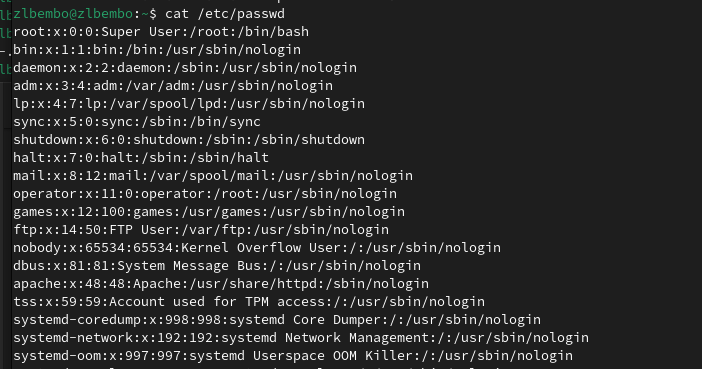 zlbembo@zlbembo:~$ cat /etc/passwd
root:x:0:0:Super User:/root:/bin/bash
bin:x:1:1:bin:/bin:/usr/sbin/nologin
daemon:x:2:2:daemon:/sbin:/usr/sbin/nologin
adm:x:3:4:adm:/var/adm:/usr/sbin/nologin
lp:x:4:7:lp:/var/spool/lpd:/usr/sbin/nologin
sync:x:5:0:sync:/sbin:/bin/sync
shutdown:x:6:0:shutdown:/sbin:/sbin/shutdown
halt:x:7:0:halt:/sbin:/sbin/halt
mail:x:8:12:mail:/var/spool/mail:/usr/sbin/nologin
operator:x:11:0:operator:/root:/usr/sbin/nologin
games:x:12:100:games:/usr/games:/usr/sbin/nologin
ftp:x:14:50:FTP User:/var/ftp:/usr/sbin/nologin
nobody:x:65534:65534:Kernel Overflow User:/:/usr/sbin/nologin
dbus:x:81:81:System Message Bus:/:/usr/sbin/nologin
apache:x:48:48:Apache:/usr/share/httpd:/sbin/nologin
tss:x:59:59:Account used for TPM access:/:/usr/sbin/nologin
systemd-coredump:x:998:998:systemd Core Dumper:/:/usr/sbin/nologin
systemd-network:x:192:192:systemd Network Management:/:/usr/sbin/nologin
systemd-oom:x:997:997:systemd Userspace OOM Killer:/:/usr/sbin/nologin